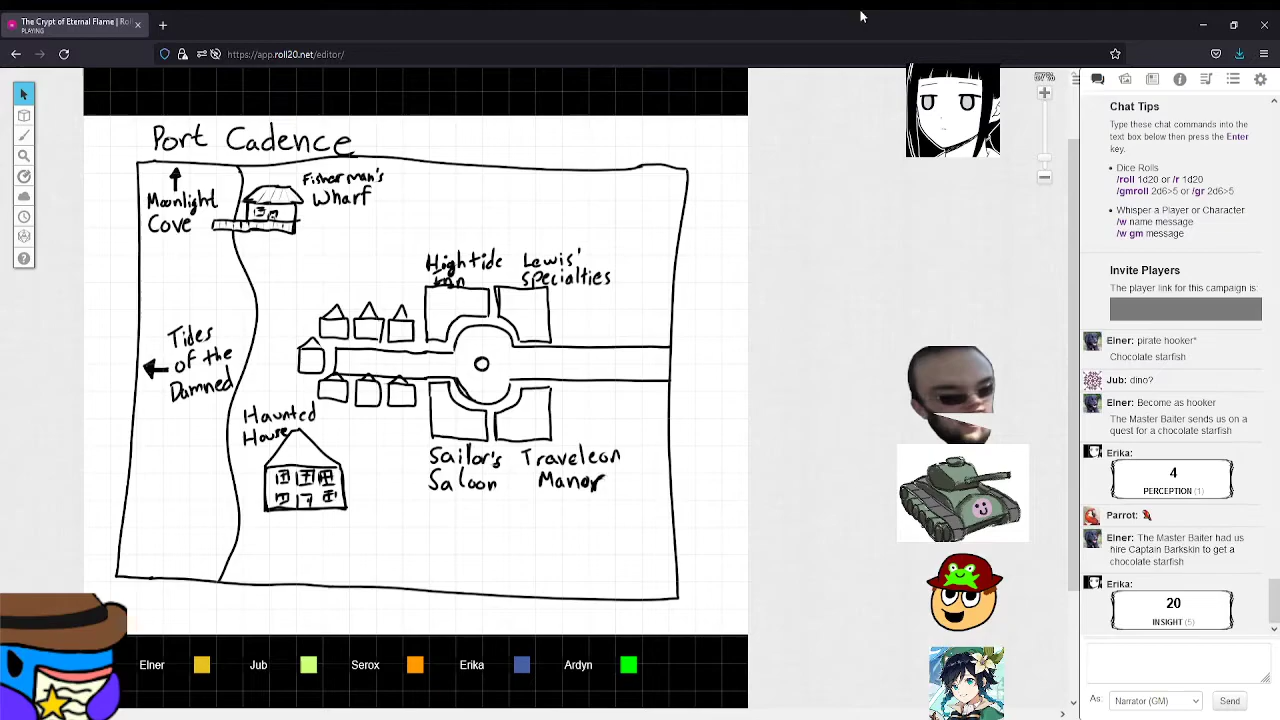 The Crypt of Eternal Flame | Roll
PLAYING
https://app.roll20.net/editor/
67%
Port Cadence
Moonlight
Cove
Fisherman's
Wharf
Hightide
Inn
Lewis'
Specialties
Tides
of the
Damned
Haunted
House
Sailor's
Saloon
Traveleon
Manor
Elner
Jub
Serox
Erika
Ardyn
Chat Tips
Type these chat commands into the
text box below then press the Enter
key.
• Dice Rolls
/roll 1d20 or /r 1d20
/gmroll 2d6>5 or /gr 2d6>5
• Whisper a Player or Character
/w name message
/w gm message
Invite Players
The player link for this campaign is:
Elner: pirate hooker*
Chocolate starfish
Jub: dino?
Elner: Become as hooker
The Master Baiter sends us on a
quest for a chocolate starfish
Erika:
4
PERCEPTION (1)
Parrot:
Elner: The Master Baiter had us
hire Captain Barkskin to get a
chocolate starfish
Erika:
20
INSIGHT (5)
As:
Narrator (GM)
Send